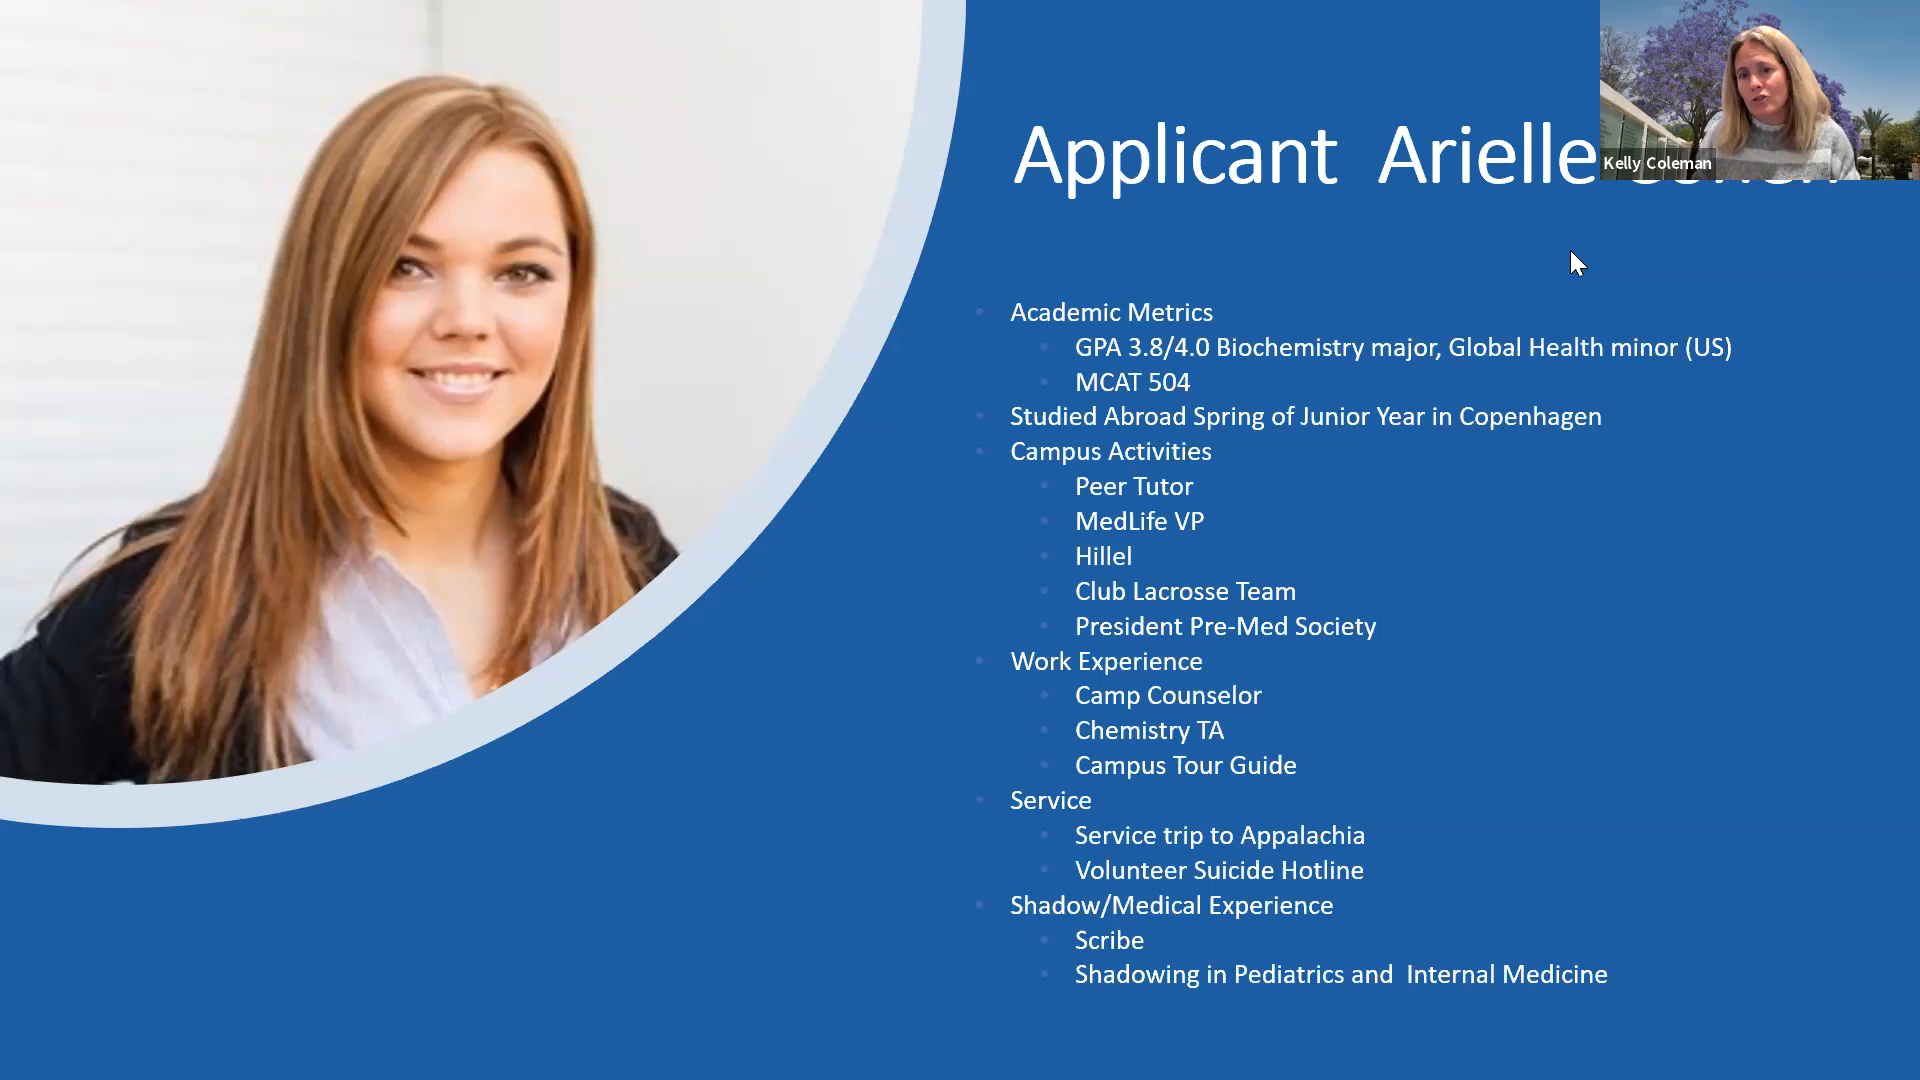 Applicant Arielle
Kelly Coleman
Academic Metrics
GPA 3.8/4.0 Biochemistry major, Global Health minor (US)
MCAT 504
Studied Abroad Spring of Junior Year in Copenhagen
Campus Activities
Peer Tutor
MedLife VP
Hillel
Club Lacrosse Team
President Pre-Med Society
Work Experience
Camp Counselor
Chemistry TA
Campus Tour Guide
Service
Service trip to Appalachia
Volunteer Suicide Hotline
Shadow/Medical Experience
Scribe
Shadowing in Pediatrics and Internal Medicine